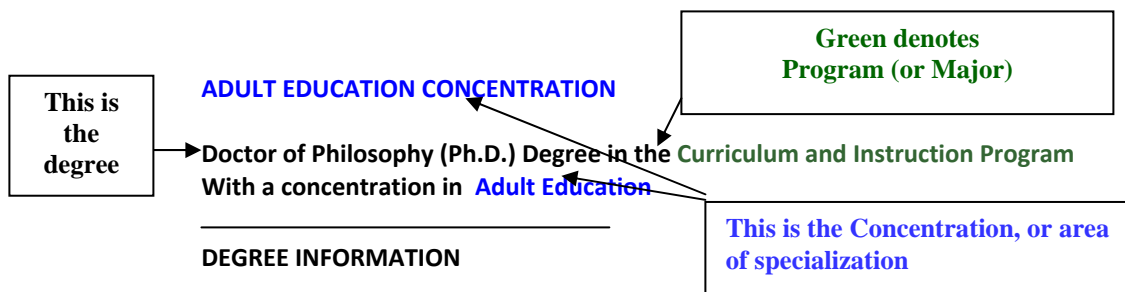 Green denotes
Program (or Major)
This is
the
degree
ADULT EDUCATION CONCENTRATION
Doctor of Philosophy (Ph.D.) Degree in the Curriculum and Instruction Program
With a concentration in Adult Education
This is the Concentration, or area
of specialization
DEGREE INFORMATION